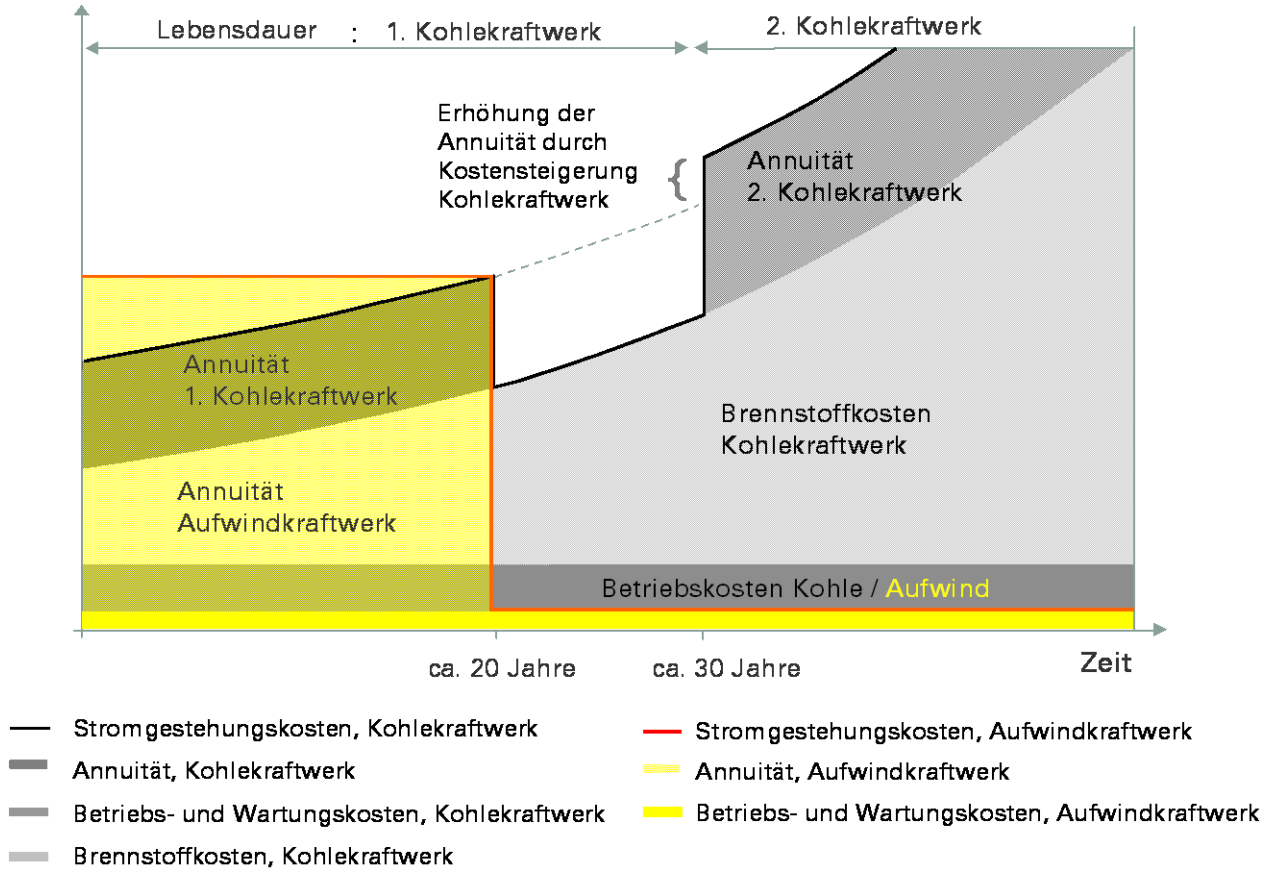 Lebensdauer : 1. Kohlekraftwerk
2. Kohlekraftwerk
Erhöhung der
Annuität durch
Kostensteigerung
Kohlekraftwerk
{
Annuität
2. Kohlekraftwerk
Annuität
1. Kohlekraftwerk
Brennstoffkosten
Kohlekraftwerk
Annuität
Aufwindkraftwerk
Betriebskosten Kohle / Aufwind
ca. 20 Jahre
ca. 30 Jahre
Zeit
Stromgestehungskosten, Kohlekraftwerk
Annuität, Kohlekraftwerk
Betriebs- und Wartungskosten, Kohlekraftwerk
Brennstoffkosten, Kohlekraftwerk
Stromgestehungskosten, Aufwindkraftwerk
Annuität, Aufwindkraftwerk
Betriebs- und Wartungskosten, Aufwindkraftwerk